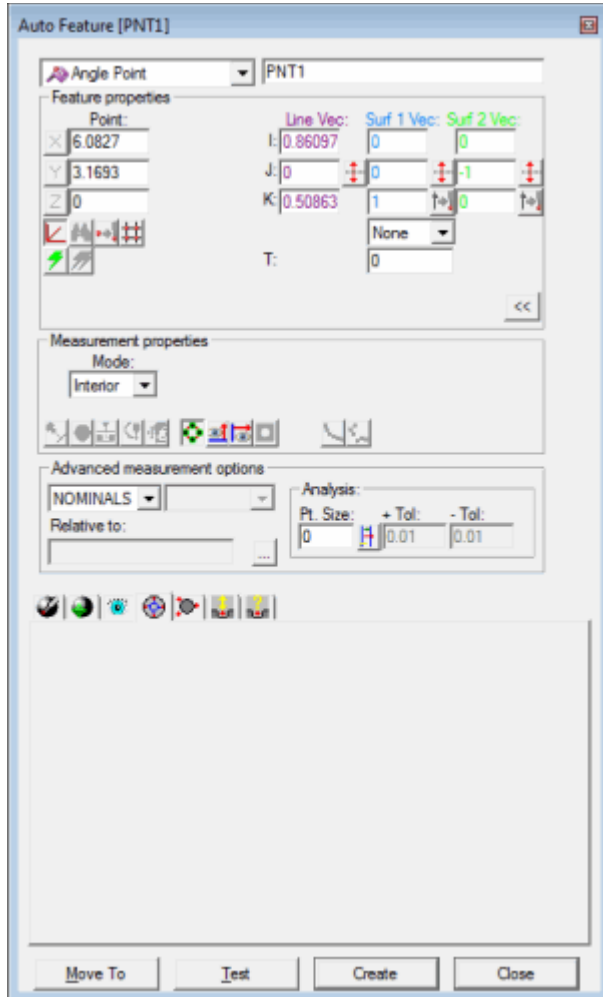 Auto Feature [PNT1]
Angle Point PNT1
Feature properties
Point: Line Vec: Surf 1 Vec: Surf 2 Vec:
X 6.0827 I: 0.86097 0 0
Y 3.1693 J: 0 0 -1
Z 0 K: 0.50863 1 0
None
T: 0
<<
Measurement properties
Mode:
Interior
Advanced measurement options
NOMINALS
Analysis:
Pt. Size: + Tol: - Tol:
Relative to:
0 0.01 0.01
...
Move To Test Create Close